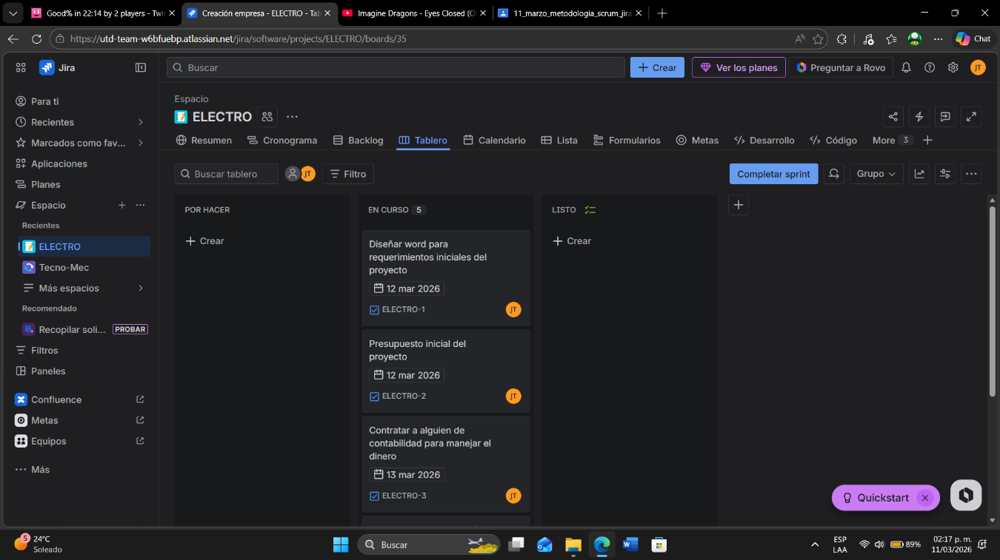 Good% in 22:14 by 2 players - Twi
Creación empresa - ELECTRO - Tab
Imagine Dragons - Eyes Closed (O
11_marzo_metodologia_scrum_jira
https://utd-team-w6bfuebp.atlassian.net/jira/software/projects/ELECTRO/boards/35
Chat
Jira
Buscar
Crear
Ver los planes
Preguntar a Rovo
JT
Para ti
Recientes
Marcados como fav...
Aplicaciones
Planes
Espacio
Recientes
ELECTRO
Tecno-Mec
Más espacios
Recomendado
Recopilar soli...
PROBAR
Filtros
Paneles
Confluence
Metas
Equipos
Más
Espacio
ELECTRO
Resumen
Cronograma
Backlog
Tablero
Calendario
Lista
Formularios
Metas
Desarrollo
Código
More 3
Buscar tablero
JT
Filtro
Completar sprint
Grupo
POR HACER
Crear
EN CURSO 5
Diseñar word para
requerimientos iniciales del
proyecto
12 mar 2026
ELECTRO-1
JT
Presupuesto inicial del
proyecto
12 mar 2026
ELECTRO-2
JT
Contratar a alguien de
contabilidad para manejar el
dinero
13 mar 2026
ELECTRO-3
JT
LISTO
Crear
Quickstart
5
24°C
Soleado
Buscar
ESP
LAA
89%
02:17 p. m.
11/03/2026